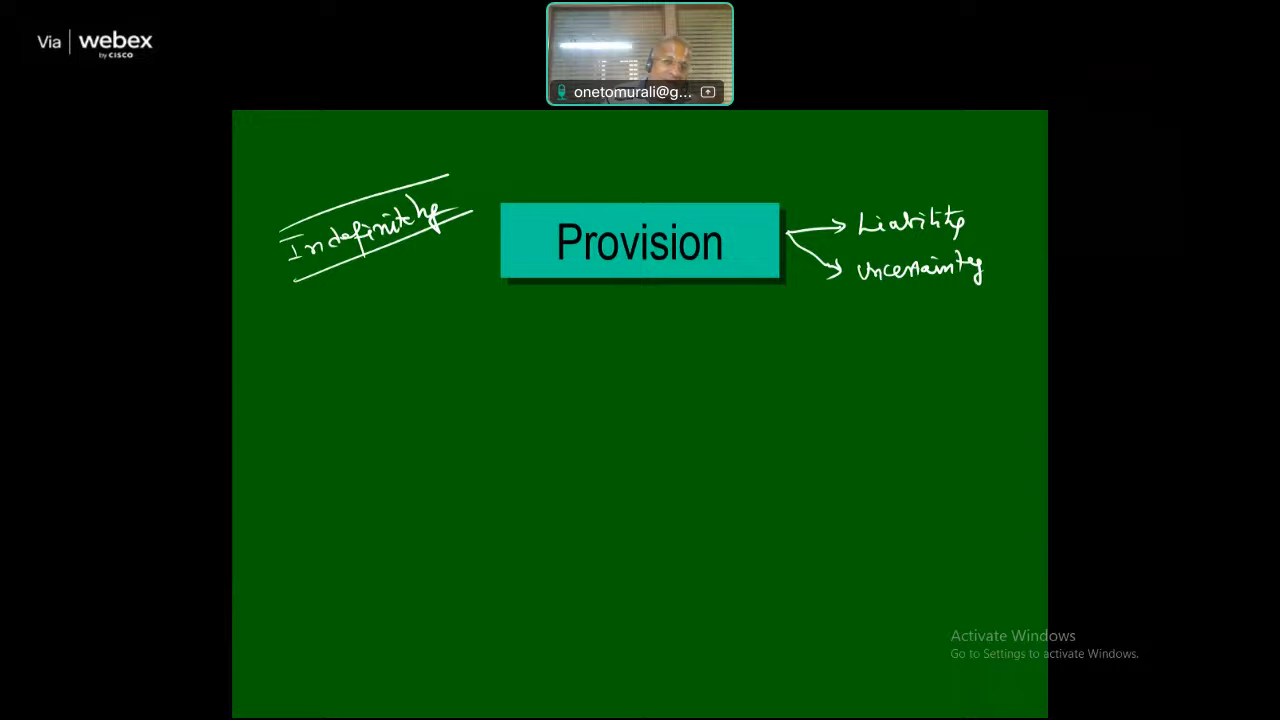 Via webex
by CISCO
onetomurali@g...
Indefinitely
Provision
Liability
Uncertainty
Activate Windows
Go to Settings to activate Windows.